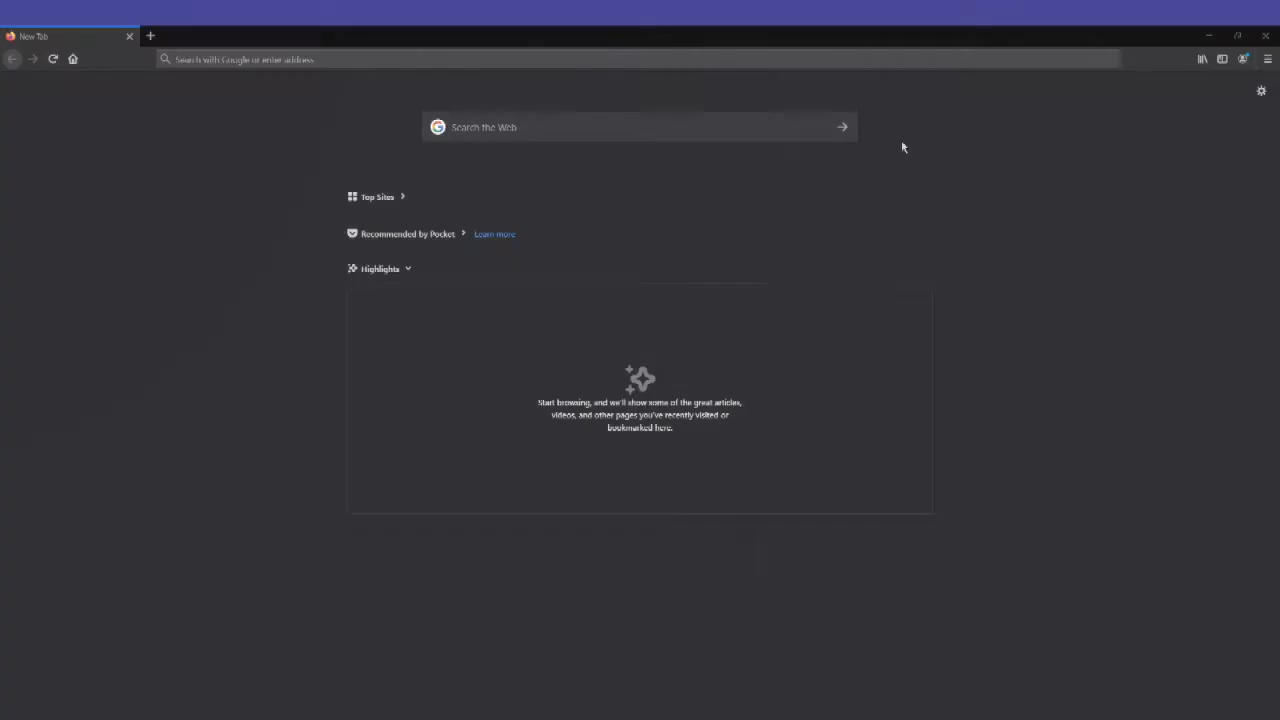 New Tab
Search with Google or enter address
Search the Web
Top Sites
Recommended by Pocket
Learn more
Highlights
Start browsing, and we'll show some of the great articles,
videos, and other pages you've recently visited or
bookmarked here.